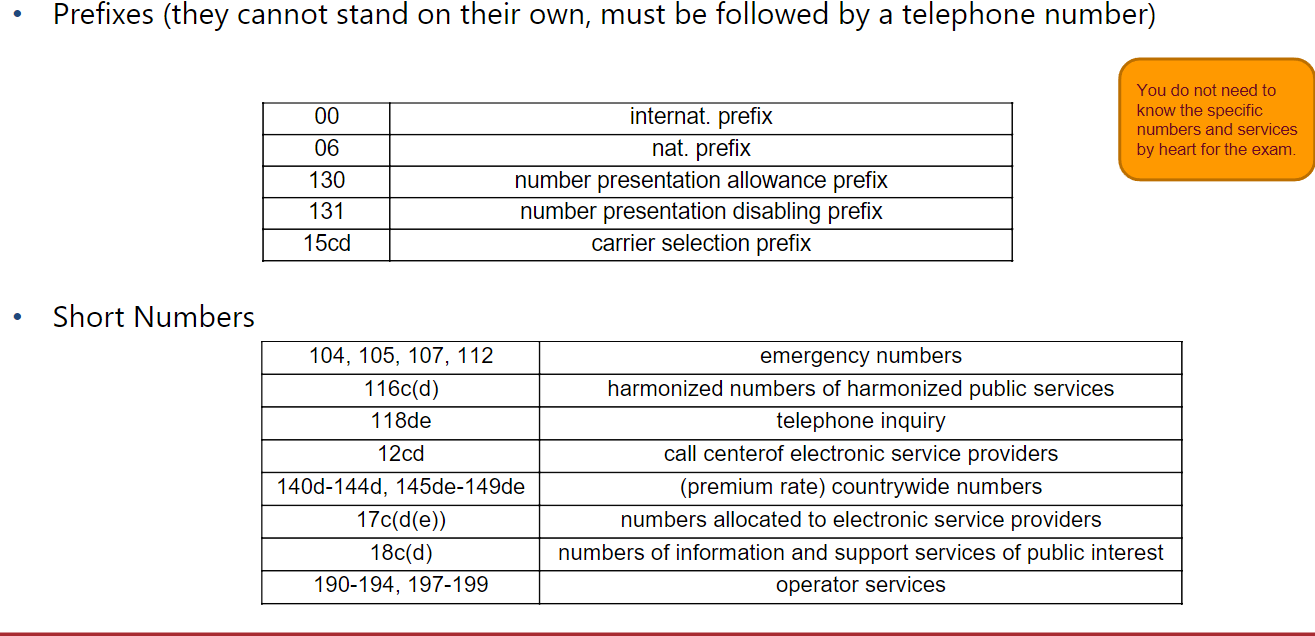 • Prefixes (they cannot stand on their own, must be followed by a telephone number)
You do not need to
know the specific
numbers and services
by heart for the exam.
00 internat. prefix
06 nat. prefix
130 number presentation allowance prefix
131 number presentation disabling prefix
15cd carrier selection prefix
• Short Numbers
104, 105, 107, 112 emergency numbers
116c(d) harmonized numbers of harmonized public services
118de telephone inquiry
12cd call centerof electronic service providers
140d-144d, 145de-149de (premium rate) countrywide numbers
17c(d(e)) numbers allocated to electronic service providers
18c(d) numbers of information and support services of public interest
190-194, 197-199 operator services